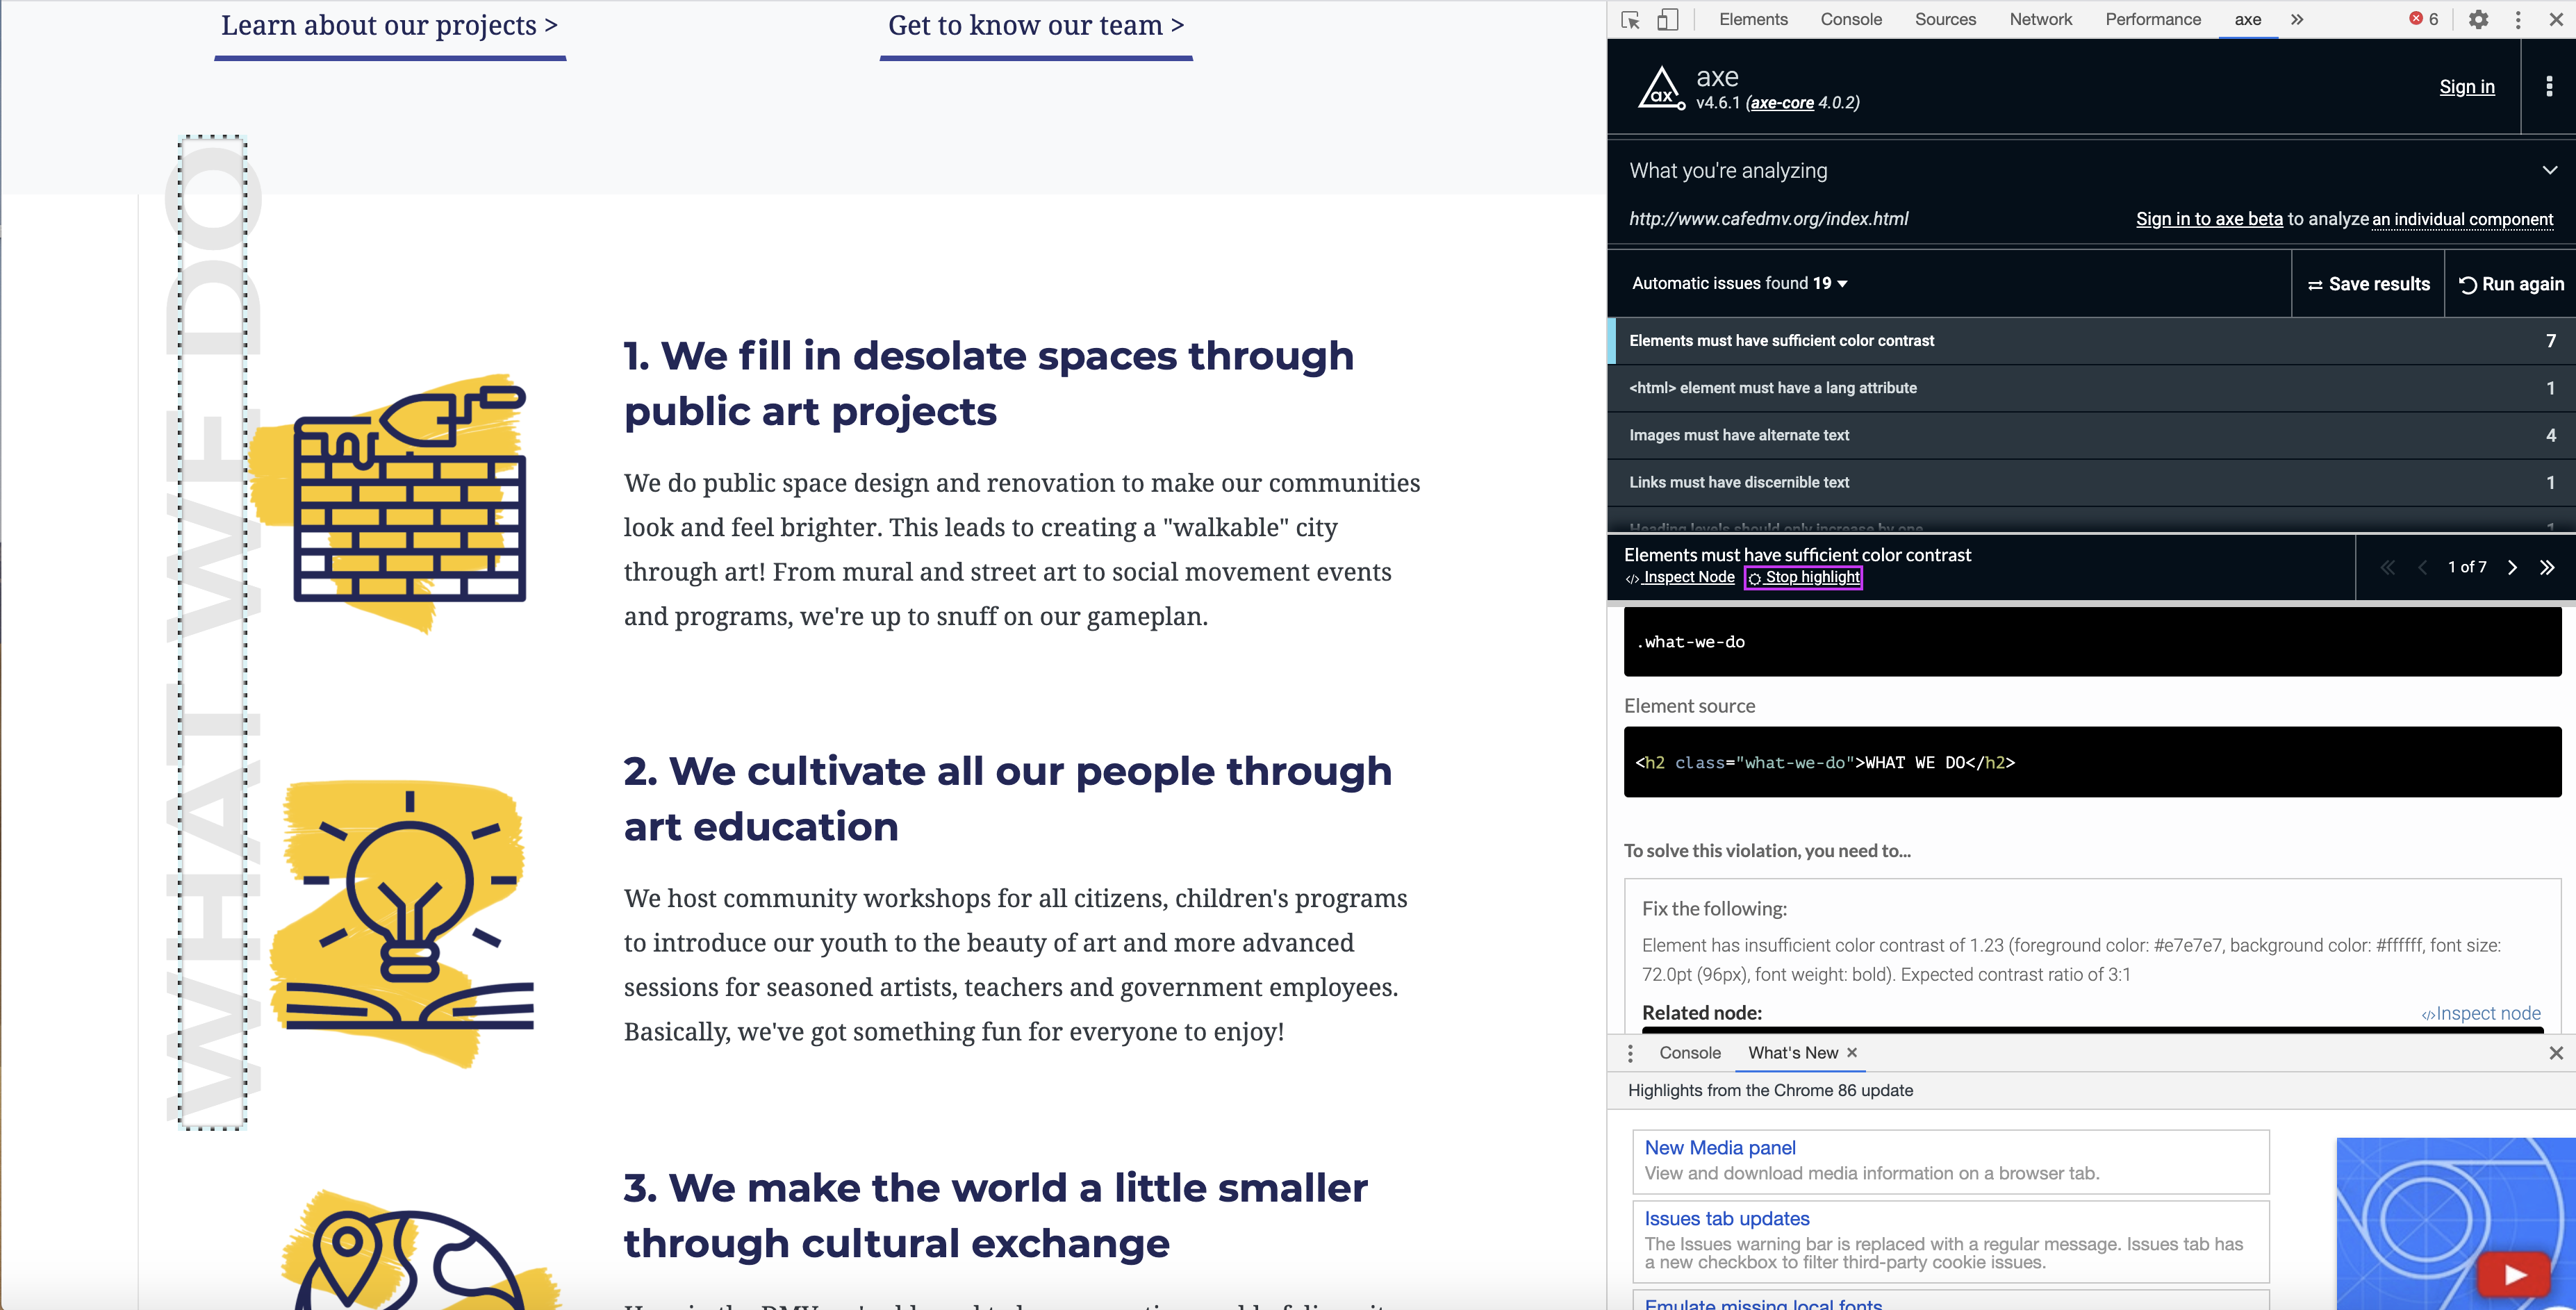 Learn about our projects >
Get to know our team >
WHAT WE DO
1. We fill in desolate spaces through
public art projects
We do public space design and renovation to make our communities
look and feel brighter. This leads to creating a "walkable" city
through art! From mural and street art to social movement events
and programs, we're up to snuff on our gameplan.
2. We cultivate all our people through
art education
We host community workshops for all citizens, children's programs
to introduce our youth to the beauty of art and more advanced
sessions for seasoned artists, teachers and government employees.
Basically, we've got something fun for everyone to enjoy!
3. We make the world a little smaller
through cultural exchange
Elements Console Sources Network Performance axe » 6
ax
axe
v4.6.1 (axe-core 4.0.2)
Sign in
What you're analyzing
http://www.cafedmv.org/index.html
Sign in to axe beta to analyze an individual component
Automatic issues found 19
Save results
Run again
Elements must have sufficient color contrast 7
<html> element must have a lang attribute 1
Images must have alternate text 4
Links must have discernible text 1
Heading levels should only increase by one 1
Elements must have sufficient color contrast
</> Inspect Node Stop highlight
1 of 7
.what-we-do
Element source
<h2 class="what-we-do">WHAT WE DO</h2>
To solve this violation, you need to...
Fix the following:
Element has insufficient color contrast of 1.23 (foreground color: #e7e7e7, background color: #ffffff, font size:
72.0pt (96px), font weight: bold). Expected contrast ratio of 3:1
Related node:
</>Inspect node
Console What's New
Highlights from the Chrome 86 update
New Media panel
View and download media information on a browser tab.
Issues tab updates
The Issues warning bar is replaced with a regular message. Issues tab has
a new checkbox to filter third-party cookie issues.
Emulate missing local fonts